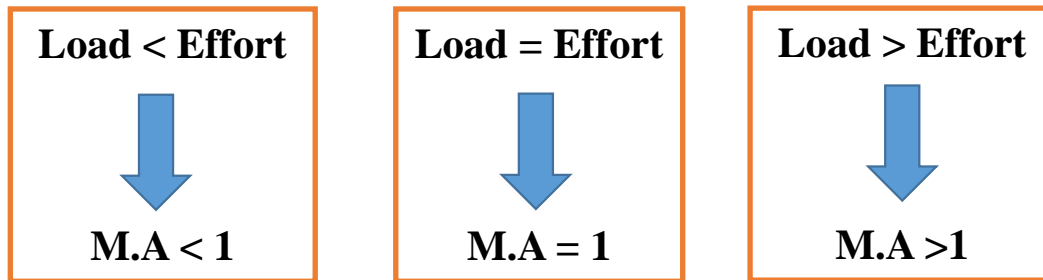 Load < Effort
M.A < 1
Load = Effort
M.A = 1
Load > Effort
M.A >1